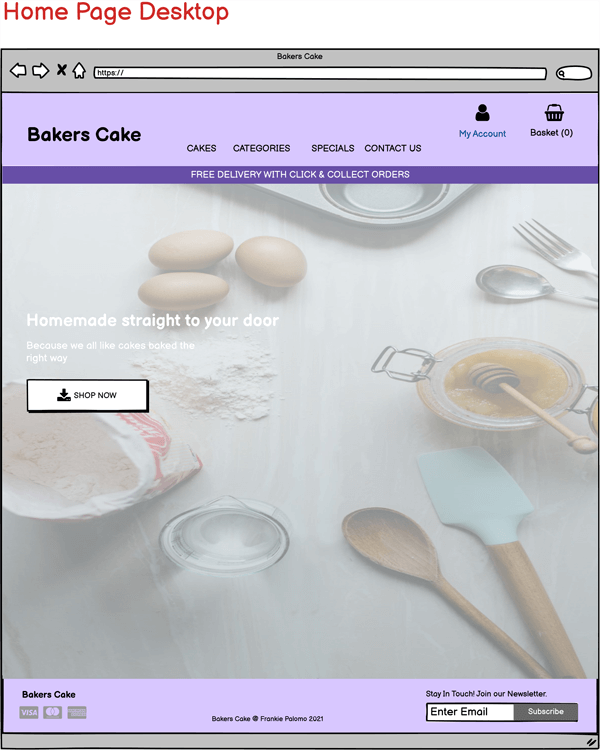 Home Page Desktop
Bakers Cake
https://
My Account
Basket (0)
Bakers Cake
CAKES CATEGORIES SPECIALS CONTACT US
FREE DELIVERY WITH CLICK & COLLECT ORDERS
Homemade straight to your door
Because we all like cakes baked the
right way
SHOP NOW
Bakers Cake
VISA
Bakers Cake @ Frankie Palomo 2021
Stay In Touch! Join our Newsletter.
Enter Email
Subscribe